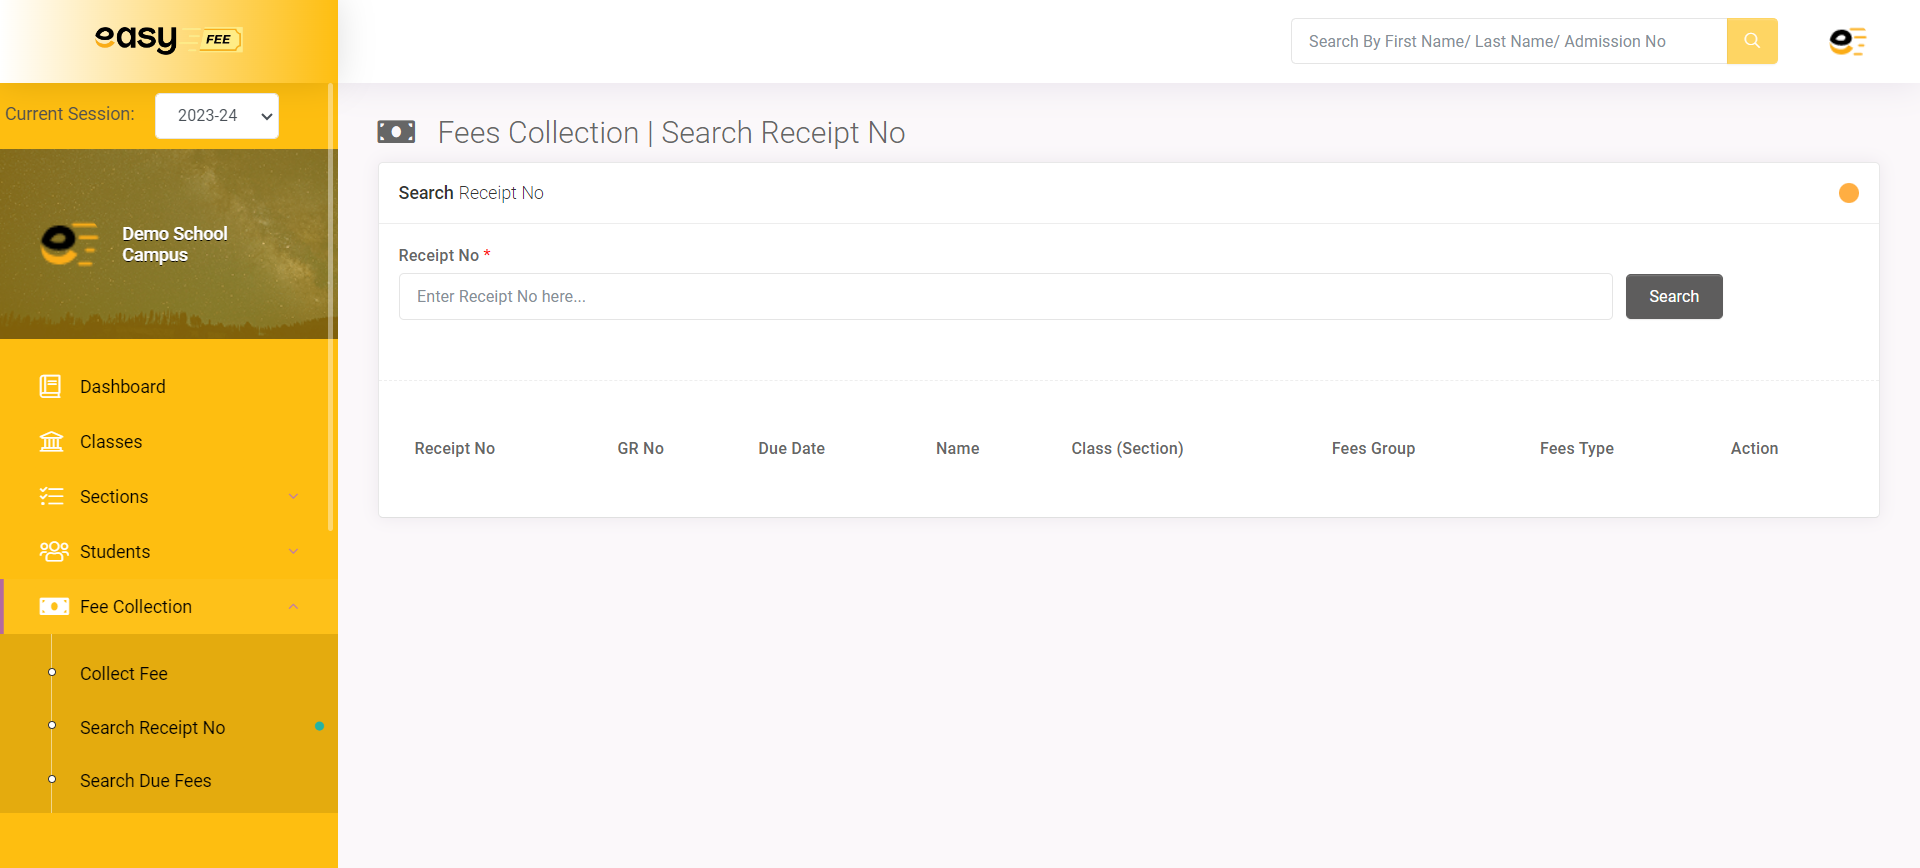 easy FEE
Search By First Name/ Last Name/ Admission No
Current Session: 2023-24
Demo School
Campus
Dashboard
Classes
Sections
Students
Fee Collection
Collect Fee
Search Receipt No
Search Due Fees
Fees Collection | Search Receipt No
Search Receipt No
Receipt No *
Enter Receipt No here... Search
Receipt No GR No Due Date Name Class (Section) Fees Group Fees Type Action